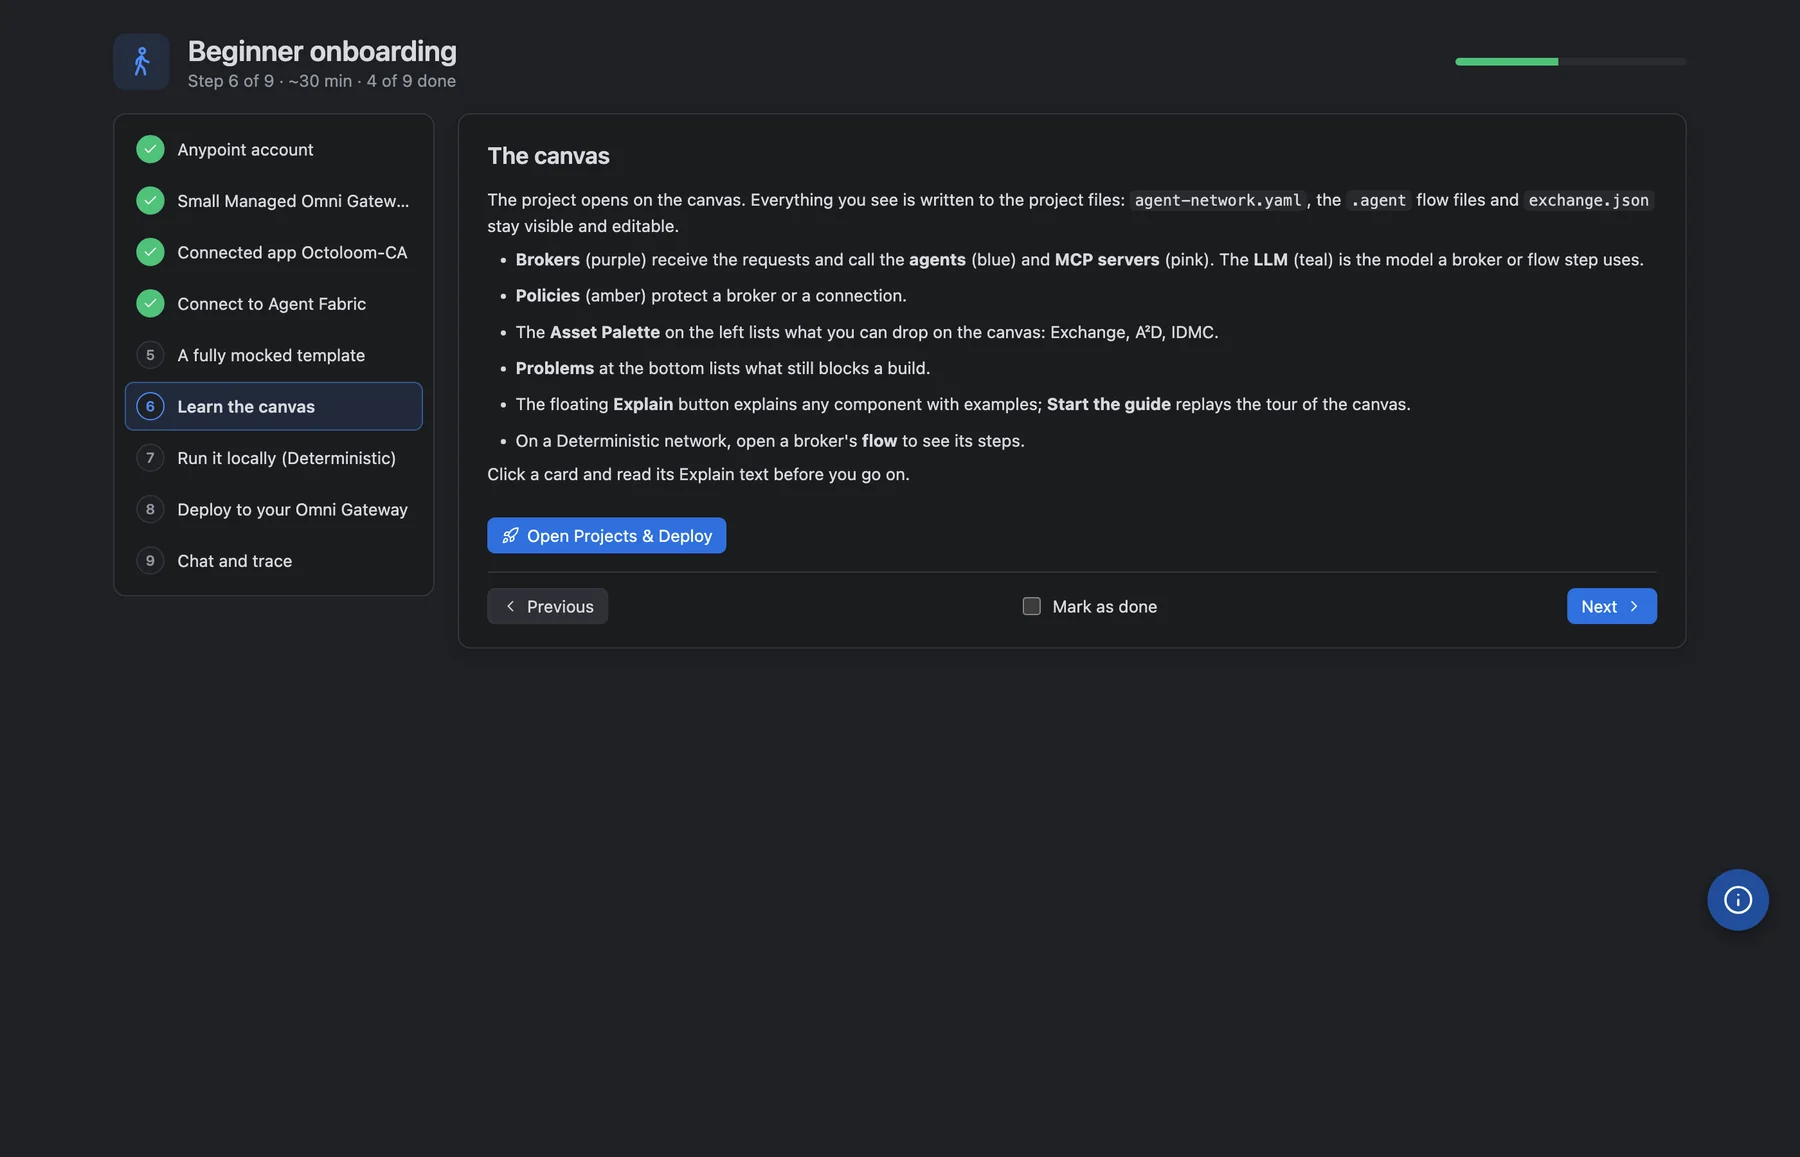 Beginner onboarding
Step 6 of 9 · ~30 min · 4 of 9 done
Anypoint account
Small Managed Omni Gatew...
Connected app Octoloom-CA
Connect to Agent Fabric
5 A fully mocked template
6 Learn the canvas
7 Run it locally (Deterministic)
8 Deploy to your Omni Gateway
9 Chat and trace
The canvas
The project opens on the canvas. Everything you see is written to the project files: agent-network.yaml, the .agent flow files and exchange.json
stay visible and editable.
• Brokers (purple) receive the requests and call the agents (blue) and MCP servers (pink). The LLM (teal) is the model a broker or flow step uses.
• Policies (amber) protect a broker or a connection.
• The Asset Palette on the left lists what you can drop on the canvas: Exchange, A²D, IDMC.
• Problems at the bottom lists what still blocks a build.
• The floating Explain button explains any component with examples; Start the guide replays the tour of the canvas.
• On a Deterministic network, open a broker's flow to see its steps.
Click a card and read its Explain text before you go on.
Open Projects & Deploy
Previous
Mark as done
Next